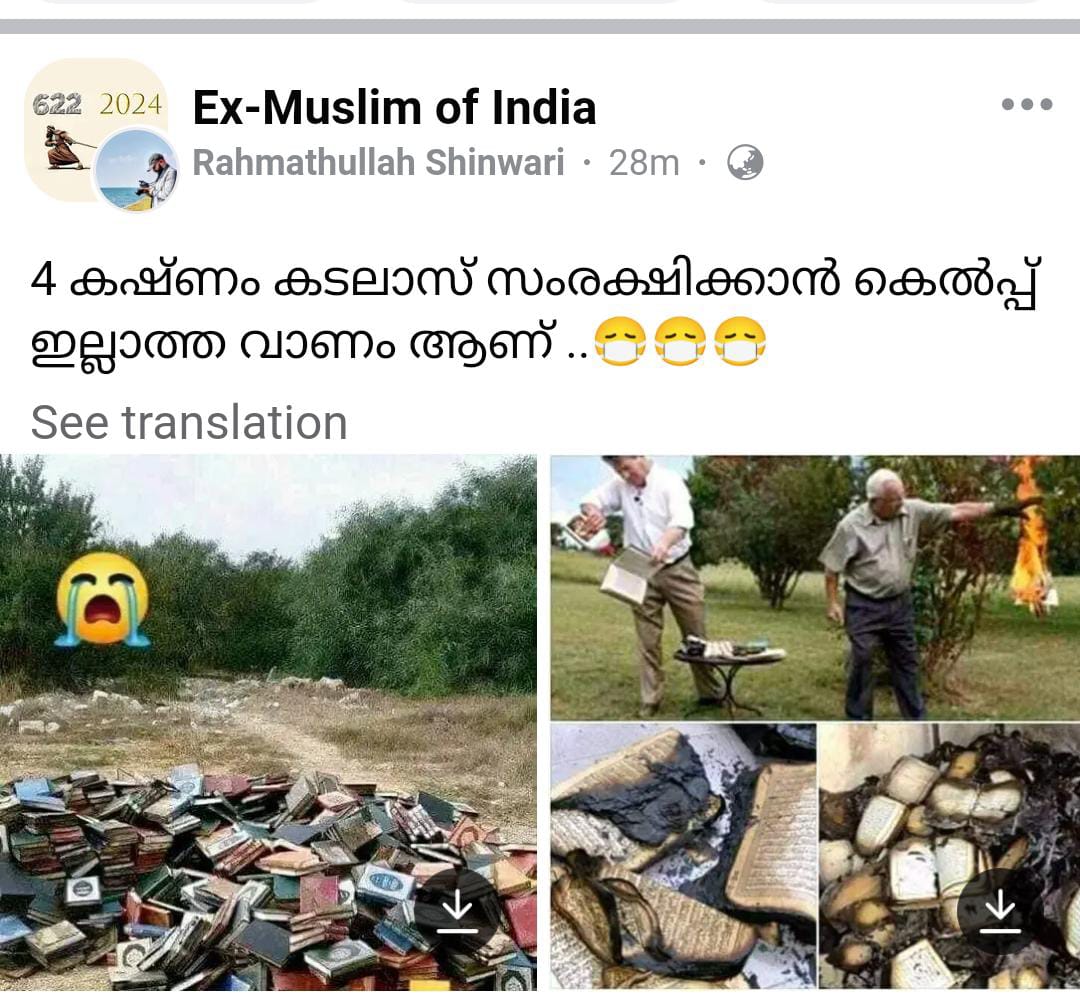 622 2024
Ex-Muslim of India
Rahmathullah Shinwari · 28m ·
4 കഷ്ണം കടലാസ് സംരക്ഷിക്കാൻ കെൽപ്പ്
ഇല്ലാത്ത വാണം ആണ് ..😷😷😷
See translation